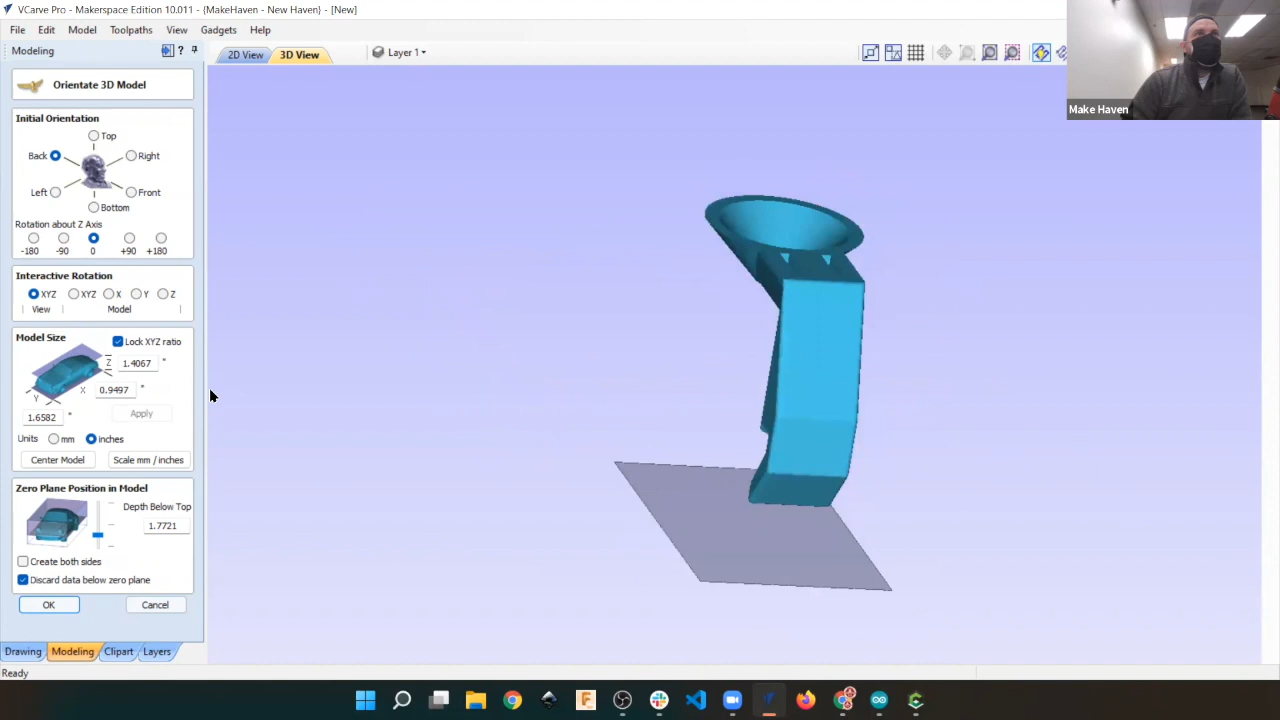 VCarve Pro - Makerspace Edition 10.011 - {MakeHaven - New Haven} - [New]
File Edit Model Toolpaths View Gadgets Help
Modeling
2D View 3D View Layer 1
Make Haven
Orientate 3D Model
Initial Orientation
Top
Back Right
Left Front
Bottom
Rotation about Z Axis
-180 -90 0 +90 +180
Interactive Rotation
XYZ XYZ X Y Z
View Model
Model Size
Lock XYZ ratio
Z 1.4067 "
X 0.9497 "
Y
1.6582 " Apply
Units mm inches
Center Model Scale mm / inches
Zero Plane Position in Model
Depth Below Top
1.7721
Create both sides
Discard data below zero plane
OK Cancel
Drawing Modeling Clipart Layers
Ready